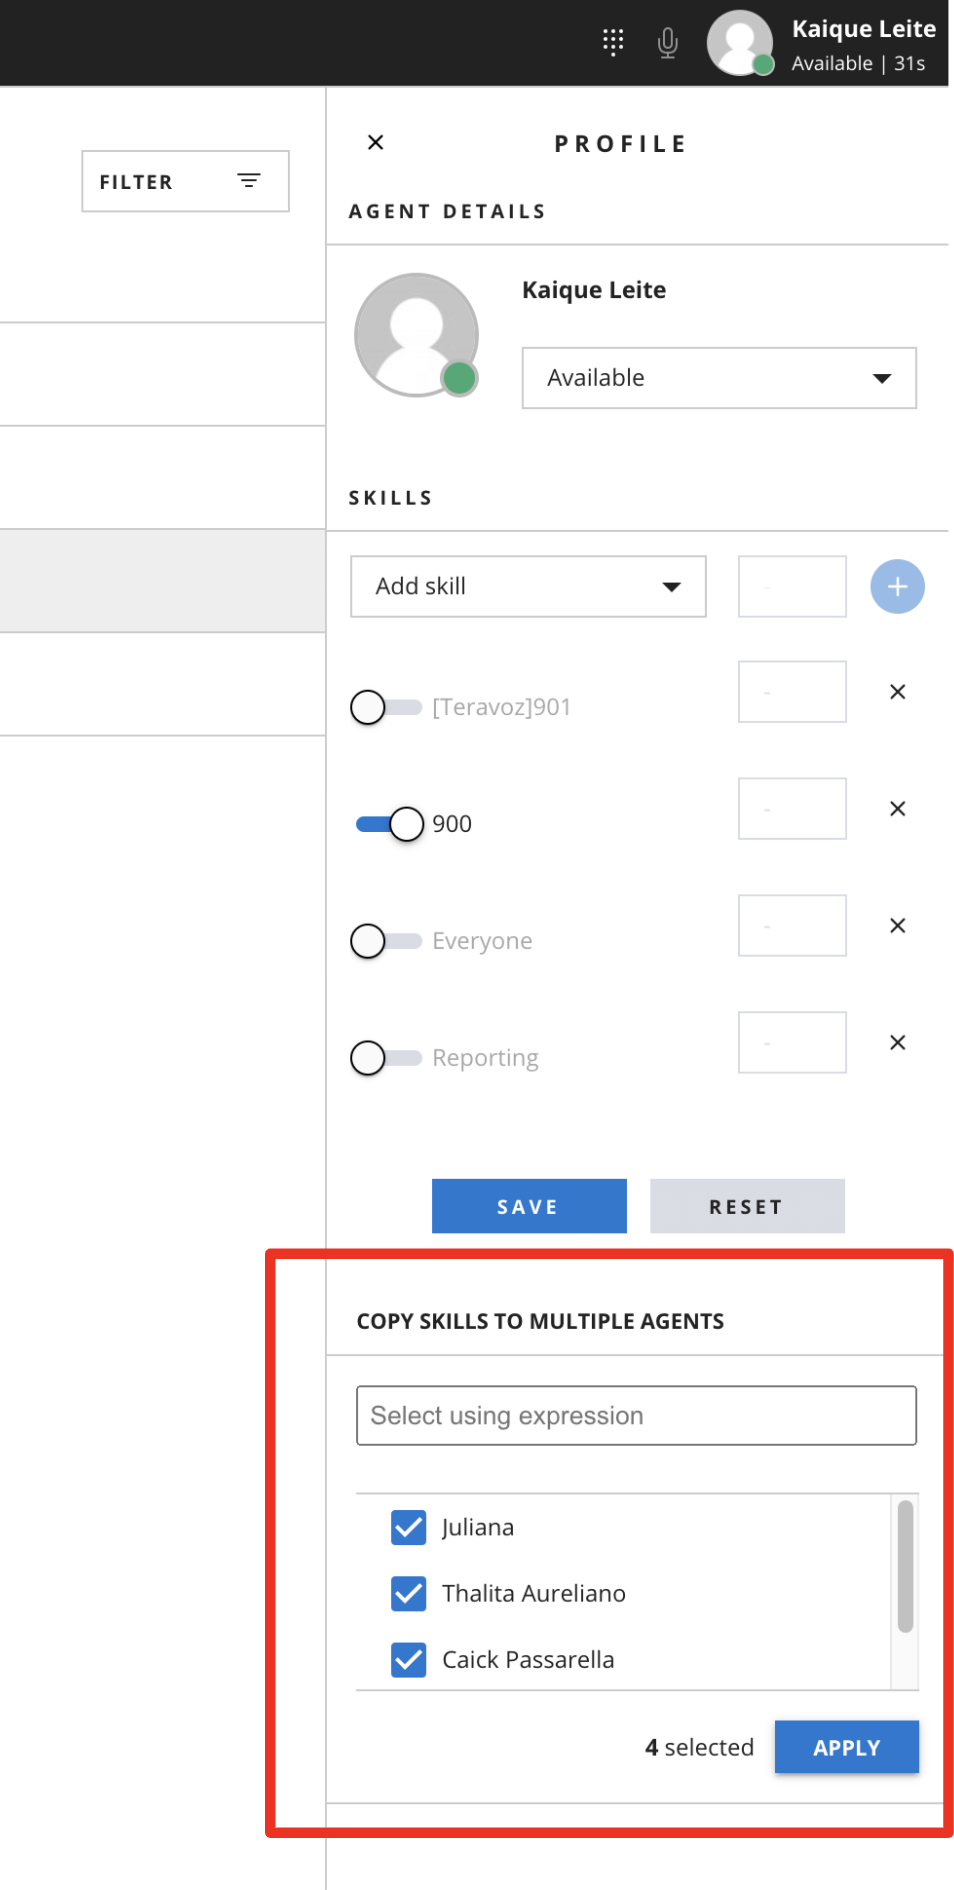 Kaique Leite
Available | 31s
FILTER
PROFILE
AGENT DETAILS
Kaique Leite
Available
SKILLS
Add skill
-
[Teravoz]901
-
900
-
Everyone
-
Reporting
-
SAVE
RESET
COPY SKILLS TO MULTIPLE AGENTS
Select using expression
Juliana
Thalita Aureliano
Caick Passarella
4 selected
APPLY